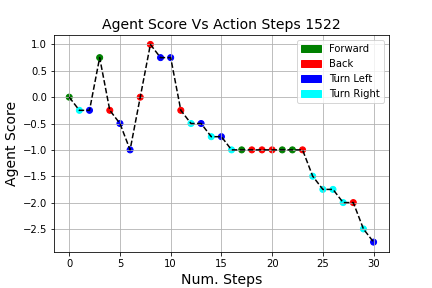 Agent Score Vs Action Steps 1522
Agent Score
1.0
0.5
0.0
−0.5
−1.0
−1.5
−2.0
−2.5
Forward
Back
Turn Left
Turn Right
0 5 10 15 20 25 30
Num. Steps